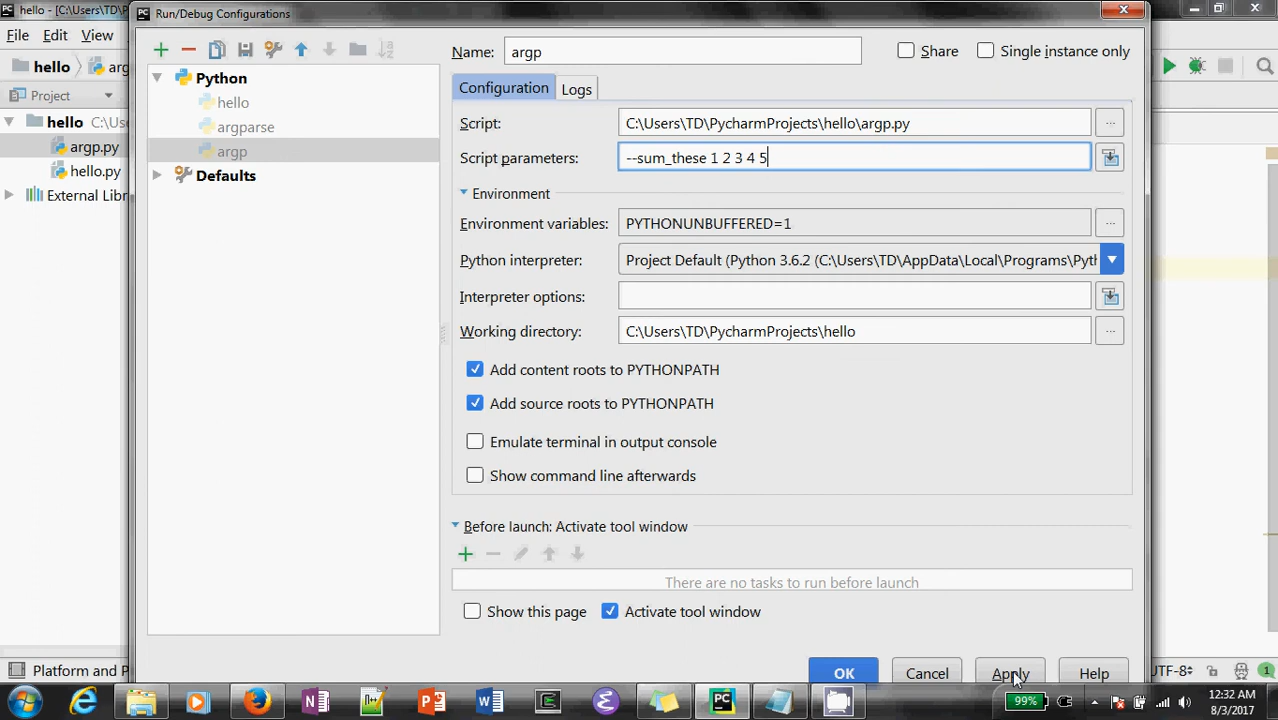 hello - [C:\Users\TD\P
Run/Debug Configurations
File Edit View
hello
Project
hello C:\U
argp.py
hello.py
External Lib
Name: argp
Share
Single instance only
Python
hello
argparse
argp
Defaults
Configuration Logs
Script: C:\Users\TD\PycharmProjects\hello\argp.py
Script parameters: --sum_these 1 2 3 4 5
Environment
Environment variables: PYTHONUNBUFFERED=1
Python interpreter: Project Default (Python 3.6.2 (C:\Users\TD\AppData\Local\Programs\Pyth
Interpreter options:
Working directory: C:\Users\TD\PycharmProjects\hello
Add content roots to PYTHONPATH
Add source roots to PYTHONPATH
Emulate terminal in output console
Show command line afterwards
Before launch: Activate tool window
There are no tasks to run before launch
Show this page
Activate tool window
OK Cancel Apply Help
Platform and P
UTF-8
1
99%
12:32 AM
8/3/2017